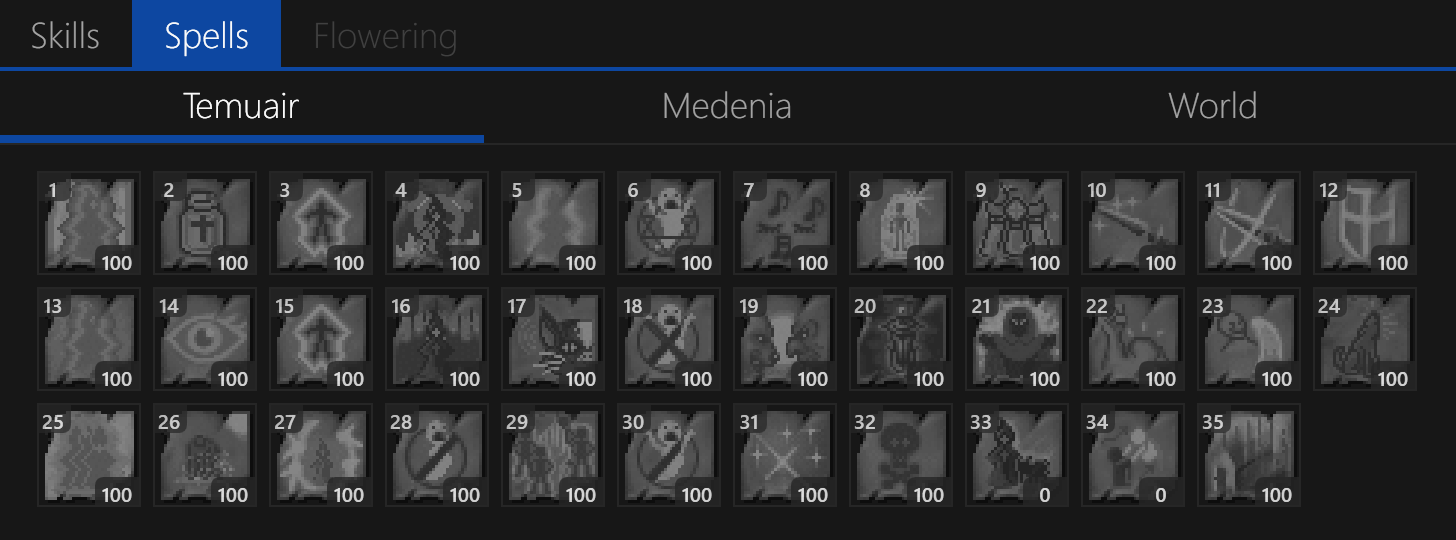 Skills Spells Flowering
Temuair Medenia World
1 2 3 4 5 6 7 8 9 10 11 12
100 100 100 100 100 100 100 100 100 100 100 100
13 14 15 16 17 18 19 20 21 22 23 24
100 100 100 100 100 100 100 100 100 100 100 100
25 26 27 28 29 30 31 32 33 34 35
100 100 100 100 100 100 100 100 0 0 100